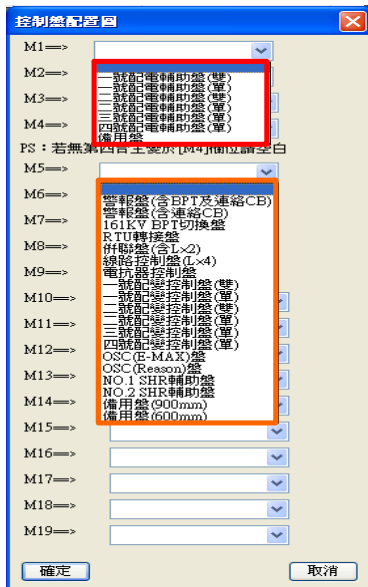 控制盤配置圖
M1==>
M2==>
一號配電輔助盤(雙)
一號配電輔助盤(單)
二號配電輔助盤(雙)
二號配電輔助盤(單)
三號配電輔助盤(單)
四號配電輔助盤(單)
備用盤
M3==>
M4==>
PS：若無第四台主變於[M4]欄位請空白
M5==>
M6==>
警報盤(含BPT及連絡CB)
警報盤(含連絡CB)
161KV BPT切換盤
RTU轉接盤
併聯盤(含L×2)
線路控制盤(L×4)
電抗器控制盤
一號配變控制盤(雙)
一號配變控制盤(單)
二號配變控制盤(雙)
二號配變控制盤(單)
三號配變控制盤(單)
四號配變控制盤(單)
OSC(E-MAX)盤
OSC(Reason)盤
NO.1 SHR輔助盤
NO.2 SHR輔助盤
備用盤(900mm)
備用盤(600mm)
M7==>
M8==>
M9==>
M10==>
M11==>
M12==>
M13==>
M14==>
M15==>
M16==>
M17==>
M18==>
M19==>
確定
取消